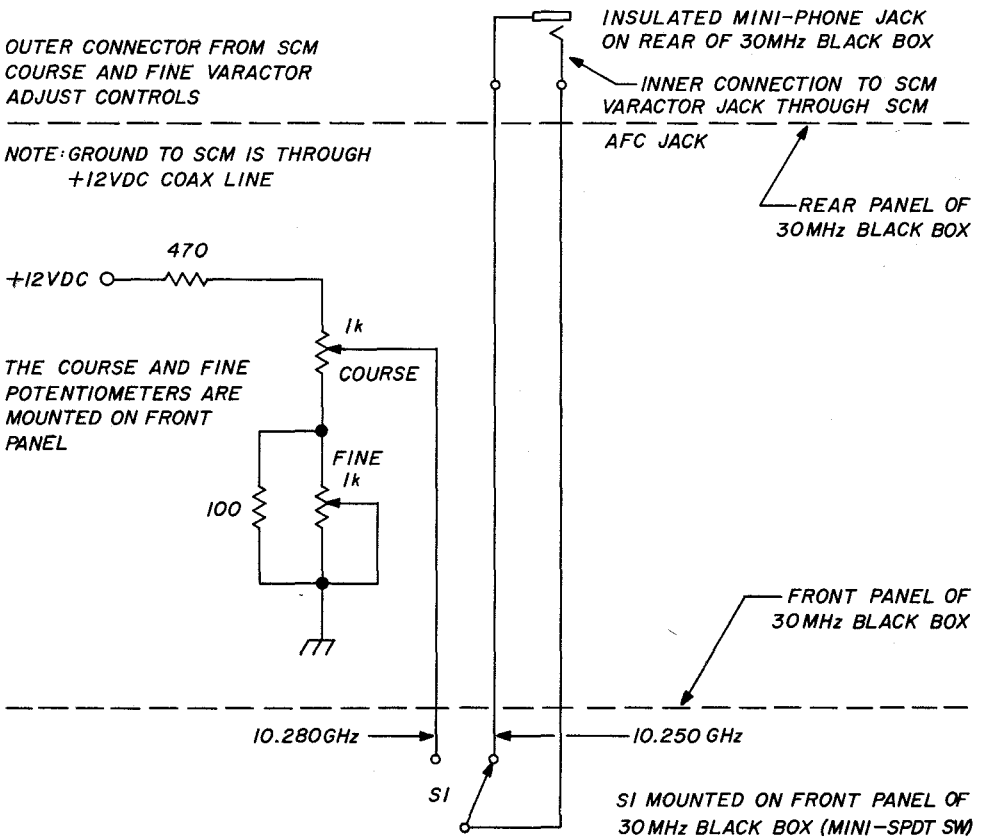 OUTER CONNECTOR FROM SCM
COURSE AND FINE VARACTOR
ADJUST CONTROLS
INSULATED MINI-PHONE JACK
ON REAR OF 30MHz BLACK BOX
INNER CONNECTION TO SCM
VARACTOR JACK THROUGH SCM
AFC JACK
NOTE: GROUND TO SCM IS THROUGH
+12VDC COAX LINE
REAR PANEL OF
30MHz BLACK BOX
470
+12VDC
1k
COURSE
THE COURSE AND FINE
POTENTIOMETERS ARE
MOUNTED ON FRONT
PANEL
FINE
1k
100
FRONT PANEL OF
30MHz BLACK BOX
10.280GHz
10.250 GHz
S1
S1 MOUNTED ON FRONT PANEL OF
30MHz BLACK BOX (MINI-SPDT SW)